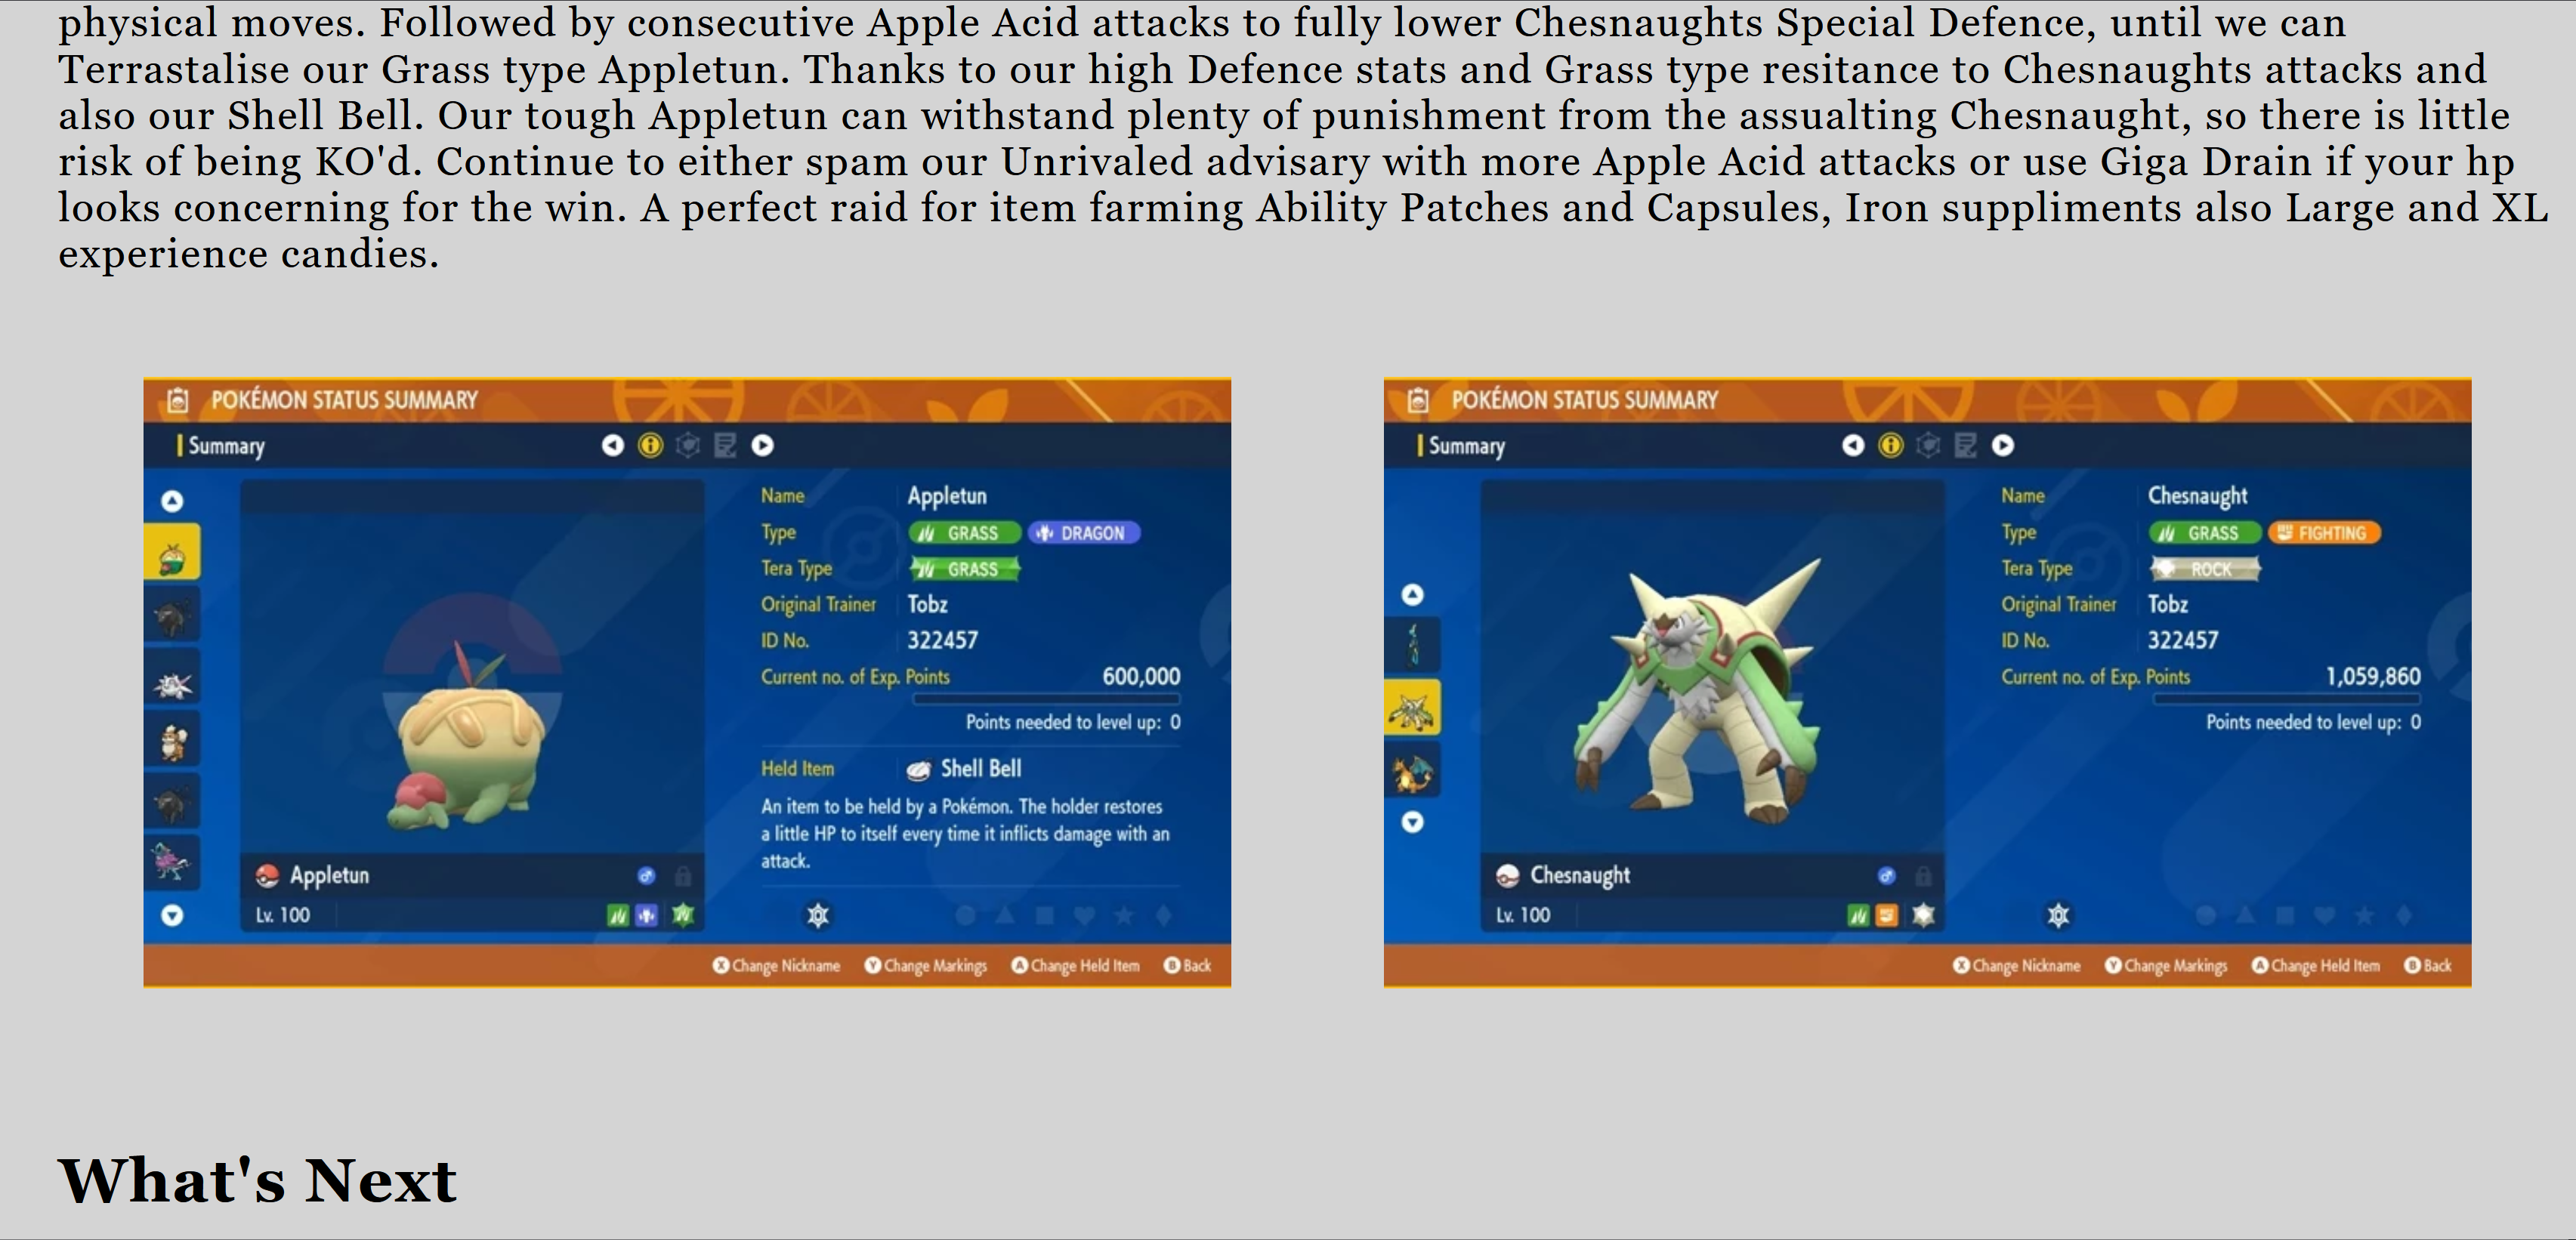 physical moves. Followed by consecutive Apple Acid attacks to fully lower Chesnaughts Special Defence, until we can
Terrastalise our Grass type Appletun. Thanks to our high Defence stats and Grass type resitance to Chesnaughts attacks and
also our Shell Bell. Our tough Appletun can withstand plenty of punishment from the assualting Chesnaught, so there is little
risk of being KO'd. Continue to either spam our Unrivaled advisary with more Apple Acid attacks or use Giga Drain if your hp
looks concerning for the win. A perfect raid for item farming Ability Patches and Capsules, Iron suppliments also Large and XL
experience candies.
POKÉMON STATUS SUMMARY
Summary
Name Appletun
Type GRASS DRAGON
Tera Type GRASS
Original Trainer Tobz
ID No. 322457
Current no. of Exp. Points 600,000
Points needed to level up: 0
Held Item Shell Bell
An item to be held by a Pokémon. The holder restores
a little HP to itself every time it inflicts damage with an
attack.
Appletun
Lv. 100
X Change Nickname Y Change Markings A Change Held Item B Back
POKÉMON STATUS SUMMARY
Summary
Name Chesnaught
Type GRASS FIGHTING
Tera Type ROCK
Original Trainer Tobz
ID No. 322457
Current no. of Exp. Points 1,059,860
Points needed to level up: 0
Chesnaught
Lv. 100
X Change Nickname Y Change Markings A Change Held Item B Back
What's Next